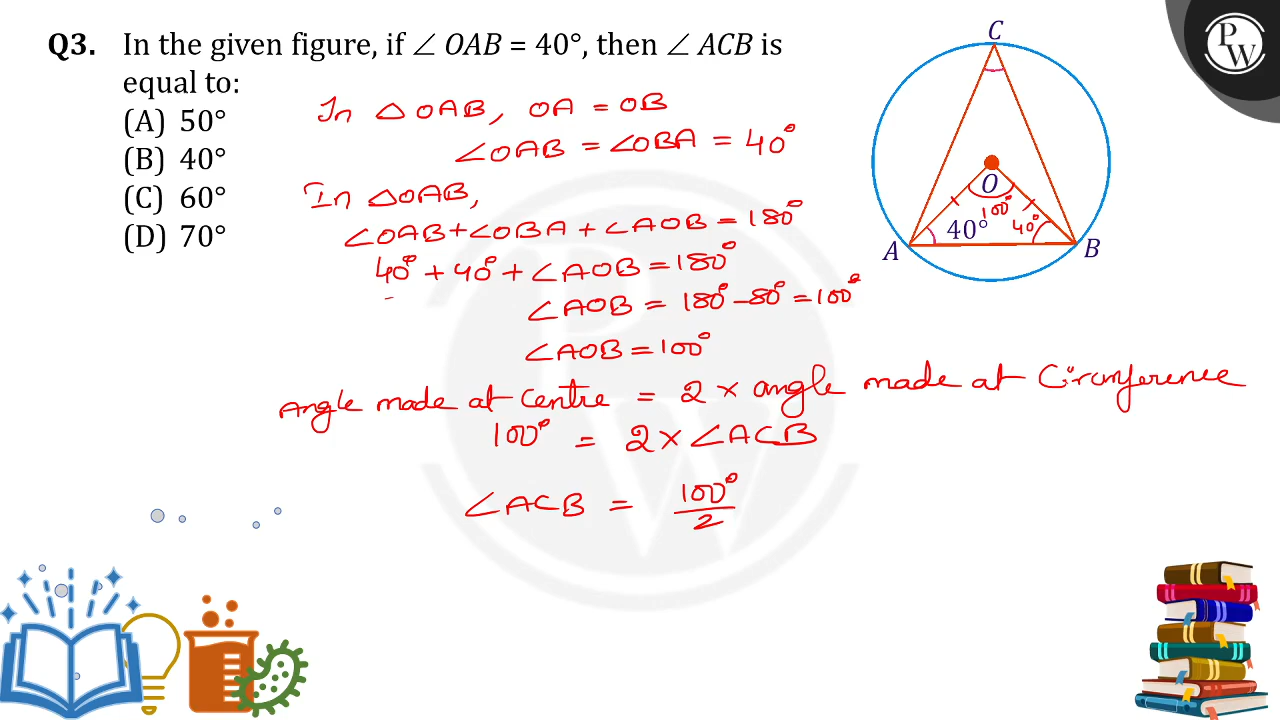 Q3. In the given figure, if ∠ OAB = 40°, then ∠ ACB is
equal to:
(A) 50°
(B) 40°
(C) 60°
(D) 70°
In △OAB, OA = OB
∠OAB = ∠OBA = 40°
In △OAB,
∠OAB + ∠OBA + ∠AOB = 180°
40° + 40° + ∠AOB = 180°
∠AOB = 180° - 80° = 100°
∠AOB = 100°
Angle made at centre = 2 × angle made at Circumference
100° = 2 × ∠ACB
∠ACB = 100°/2
C
O
100°
40°
40°
A
B
PW
PW